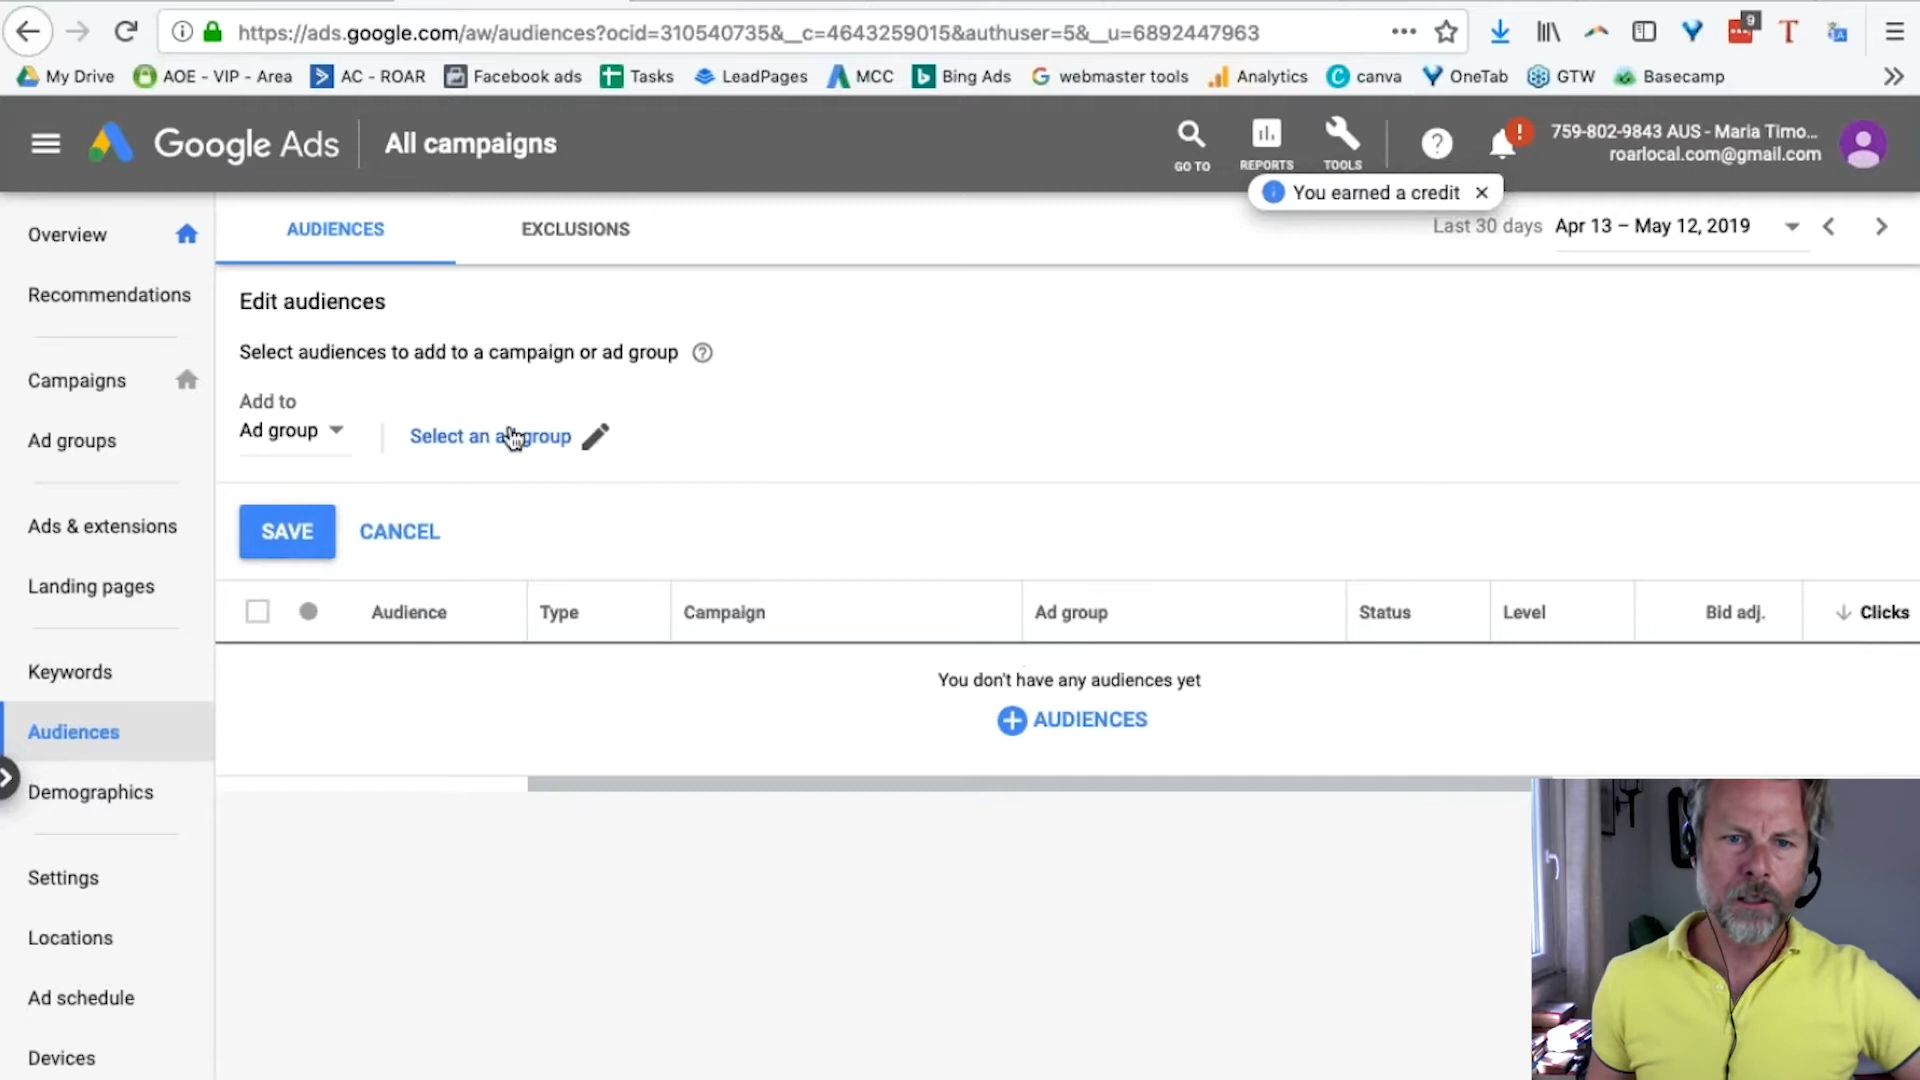 https://ads.google.com/aw/audiences?ocid=310540735&__c=4643259015&authuser=5&__u=6892447963
9
T
My Drive
AOE - VIP - Area
AC - ROAR
Facebook ads
Tasks
LeadPages
MCC
Bing Ads
webmaster tools
Analytics
canva
OneTab
GTW
Basecamp
Google Ads
All campaigns
GO TO
REPORTS
TOOLS
759-802-9843 AUS - Maria Timo...
roarlocal.com@gmail.com
You earned a credit
Overview
Recommendations
Campaigns
Ad groups
Ads & extensions
Landing pages
Keywords
Audiences
Demographics
Settings
Locations
Ad schedule
Devices
AUDIENCES
EXCLUSIONS
Last 30 days Apr 13 – May 12, 2019
Edit audiences
Select audiences to add to a campaign or ad group
Add to
Ad group
Select an ad group
SAVE
CANCEL
Audience Type Campaign Ad group Status Level Bid adj. Clicks
You don't have any audiences yet
AUDIENCES